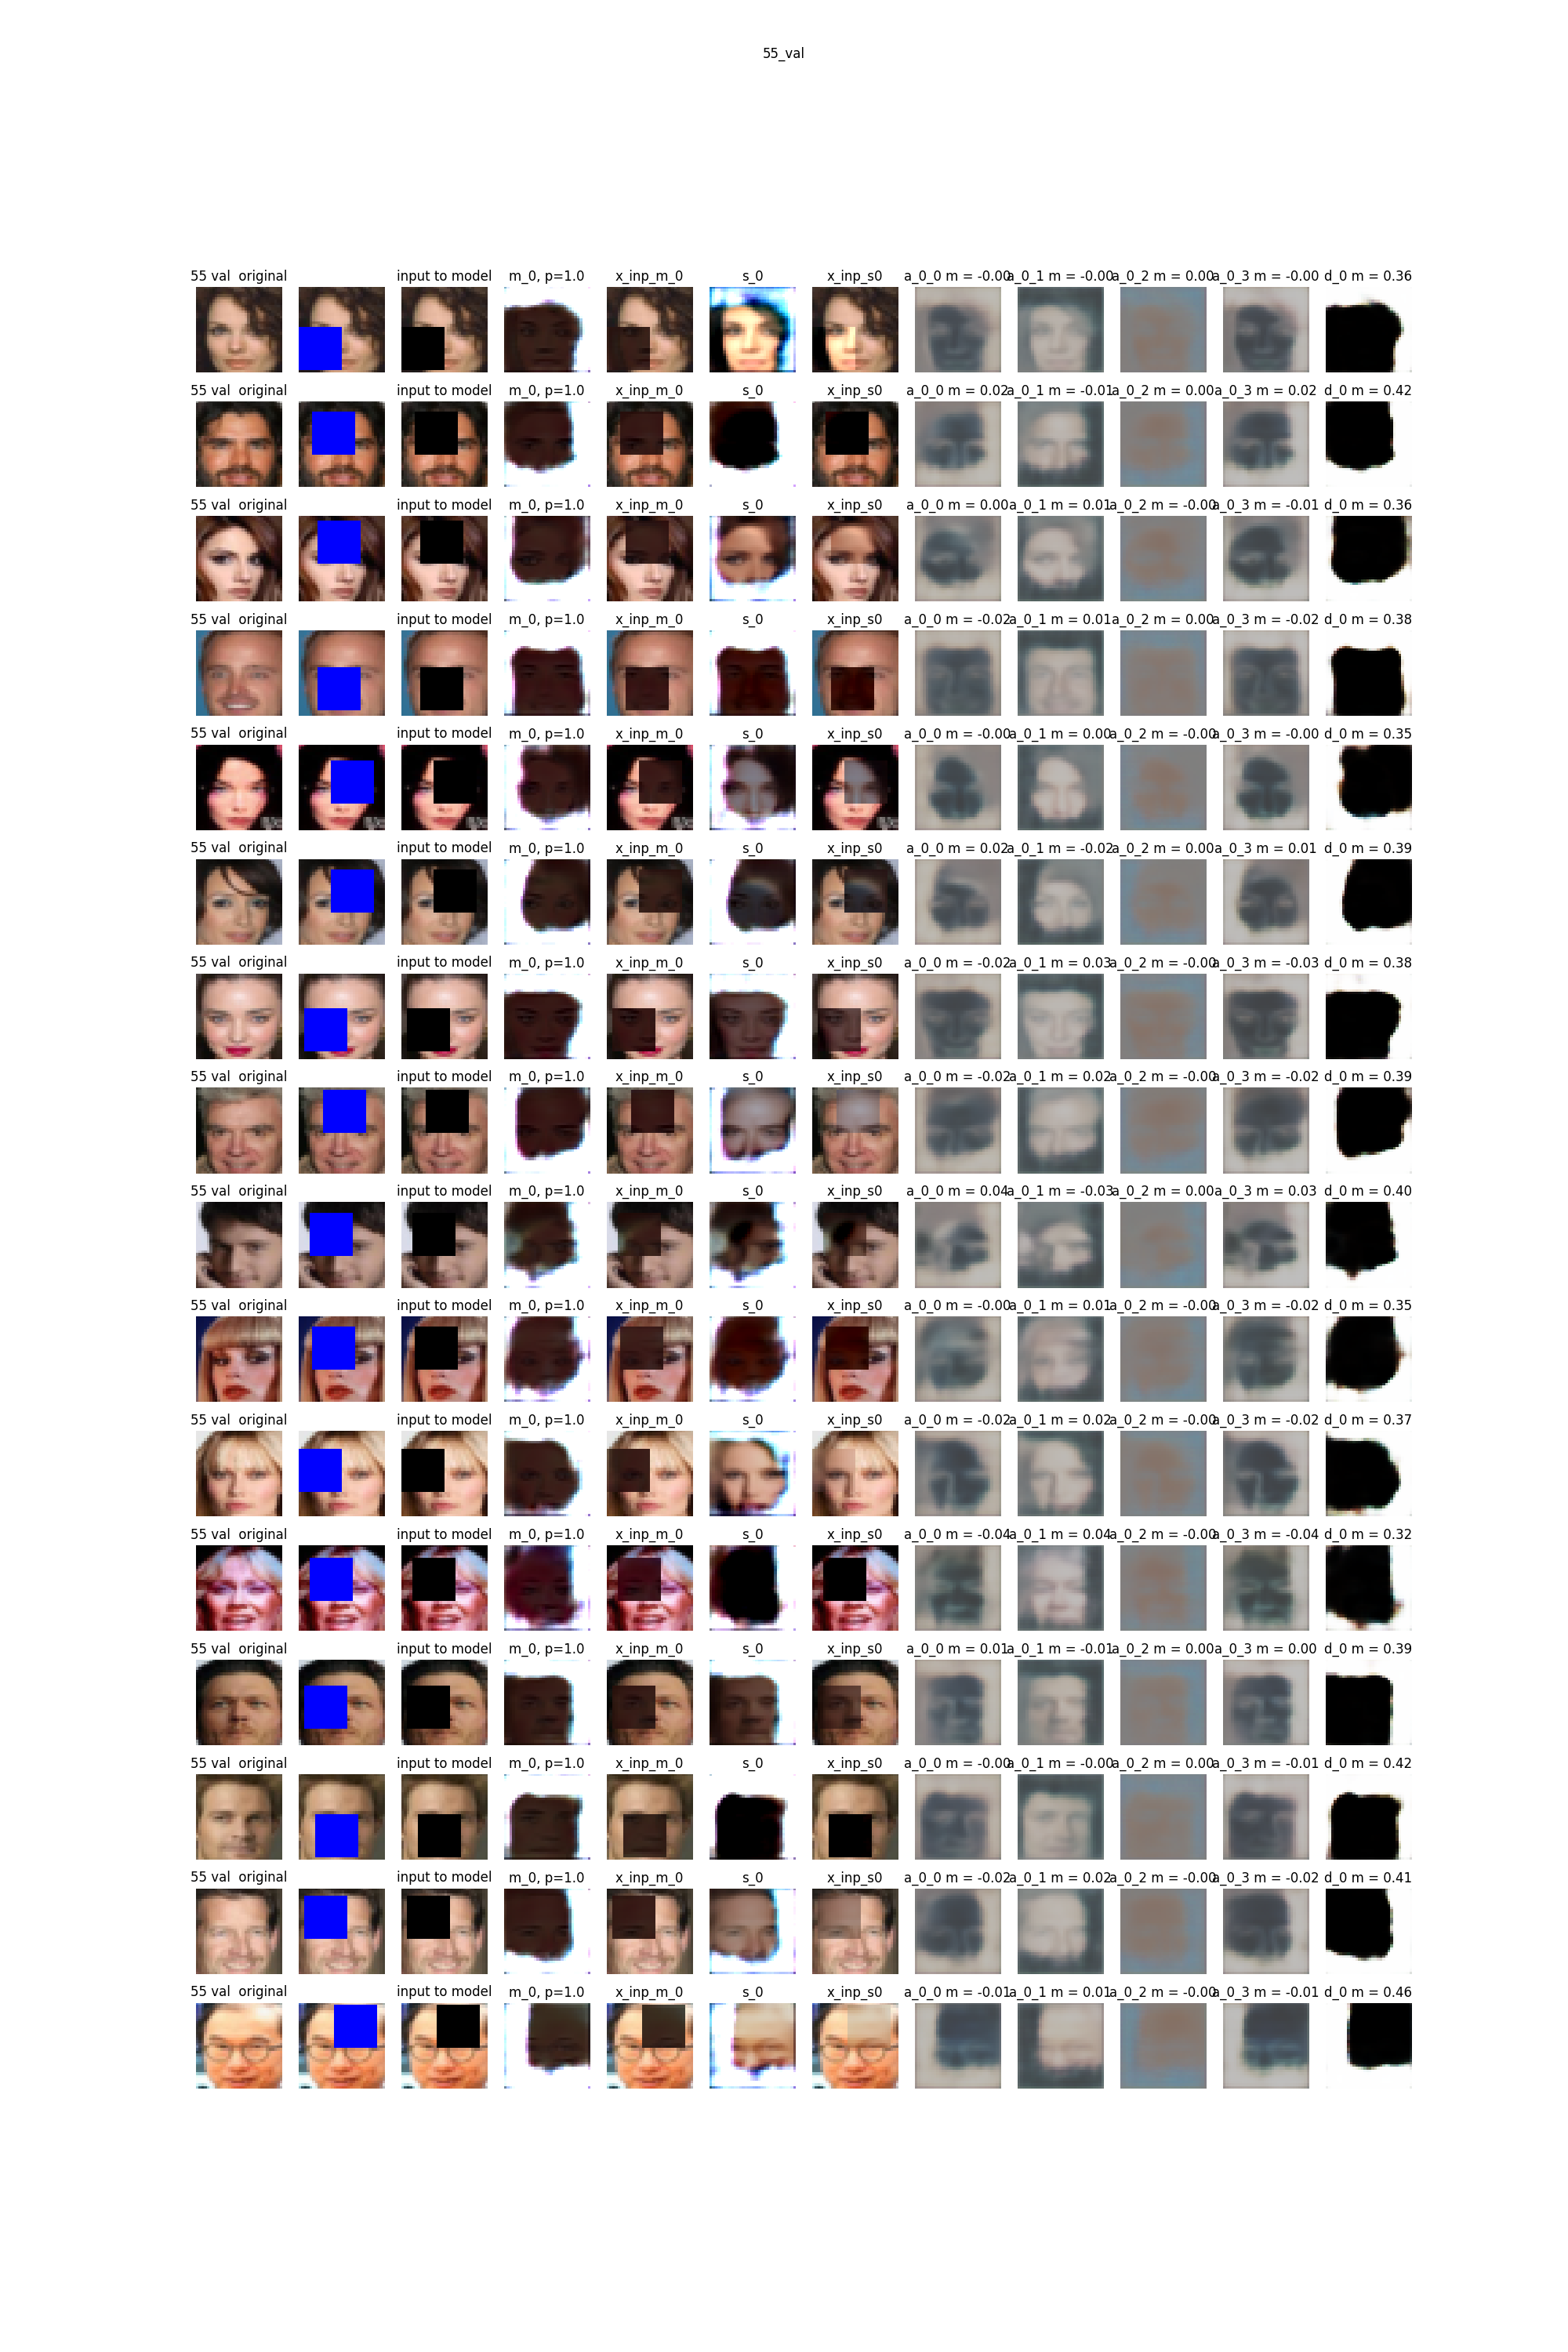 55_val
55 val original input to model m_0, p=1.0 x_inp_m_0 s_0 x_inp_s0 a_0_0 m = -0.00 a_0_1 m = -0.00 a_0_2 m = 0.00 a_0_3 m = -0.00 d_0 m = 0.36
55 val original input to model m_0, p=1.0 x_inp_m_0 s_0 x_inp_s0 a_0_0 m = 0.02 a_0_1 m = -0.01 a_0_2 m = 0.00 a_0_3 m = 0.02 d_0 m = 0.42
55 val original input to model m_0, p=1.0 x_inp_m_0 s_0 x_inp_s0 a_0_0 m = 0.00 a_0_1 m = 0.01 a_0_2 m = -0.00 a_0_3 m = -0.01 d_0 m = 0.36
55 val original input to model m_0, p=1.0 x_inp_m_0 s_0 x_inp_s0 a_0_0 m = -0.02 a_0_1 m = 0.01 a_0_2 m = 0.00 a_0_3 m = -0.02 d_0 m = 0.38
55 val original input to model m_0, p=1.0 x_inp_m_0 s_0 x_inp_s0 a_0_0 m = -0.00 a_0_1 m = 0.00 a_0_2 m = -0.00 a_0_3 m = -0.00 d_0 m = 0.35
55 val original input to model m_0, p=1.0 x_inp_m_0 s_0 x_inp_s0 a_0_0 m = 0.02 a_0_1 m = -0.02 a_0_2 m = 0.00 a_0_3 m = 0.01 d_0 m = 0.39
55 val original input to model m_0, p=1.0 x_inp_m_0 s_0 x_inp_s0 a_0_0 m = -0.02 a_0_1 m = 0.03 a_0_2 m = -0.00 a_0_3 m = -0.03 d_0 m = 0.38
55 val original input to model m_0, p=1.0 x_inp_m_0 s_0 x_inp_s0 a_0_0 m = -0.02 a_0_1 m = 0.02 a_0_2 m = -0.00 a_0_3 m = -0.02 d_0 m = 0.39
55 val original input to model m_0, p=1.0 x_inp_m_0 s_0 x_inp_s0 a_0_0 m = 0.04 a_0_1 m = -0.03 a_0_2 m = 0.00 a_0_3 m = 0.03 d_0 m = 0.40
55 val original input to model m_0, p=1.0 x_inp_m_0 s_0 x_inp_s0 a_0_0 m = -0.00 a_0_1 m = 0.01 a_0_2 m = -0.00 a_0_3 m = -0.02 d_0 m = 0.35
55 val original input to model m_0, p=1.0 x_inp_m_0 s_0 x_inp_s0 a_0_0 m = -0.02 a_0_1 m = 0.02 a_0_2 m = -0.00 a_0_3 m = -0.02 d_0 m = 0.37
55 val original input to model m_0, p=1.0 x_inp_m_0 s_0 x_inp_s0 a_0_0 m = -0.04 a_0_1 m = 0.04 a_0_2 m = -0.00 a_0_3 m = -0.04 d_0 m = 0.32
55 val original input to model m_0, p=1.0 x_inp_m_0 s_0 x_inp_s0 a_0_0 m = 0.01 a_0_1 m = -0.01 a_0_2 m = 0.00 a_0_3 m = 0.00 d_0 m = 0.39
55 val original input to model m_0, p=1.0 x_inp_m_0 s_0 x_inp_s0 a_0_0 m = -0.00 a_0_1 m = -0.00 a_0_2 m = 0.00 a_0_3 m = -0.01 d_0 m = 0.42
55 val original input to model m_0, p=1.0 x_inp_m_0 s_0 x_inp_s0 a_0_0 m = -0.02 a_0_1 m = 0.02 a_0_2 m = -0.00 a_0_3 m = -0.02 d_0 m = 0.41
55 val original input to model m_0, p=1.0 x_inp_m_0 s_0 x_inp_s0 a_0_0 m = -0.01 a_0_1 m = 0.01 a_0_2 m = -0.00 a_0_3 m = -0.01 d_0 m = 0.46